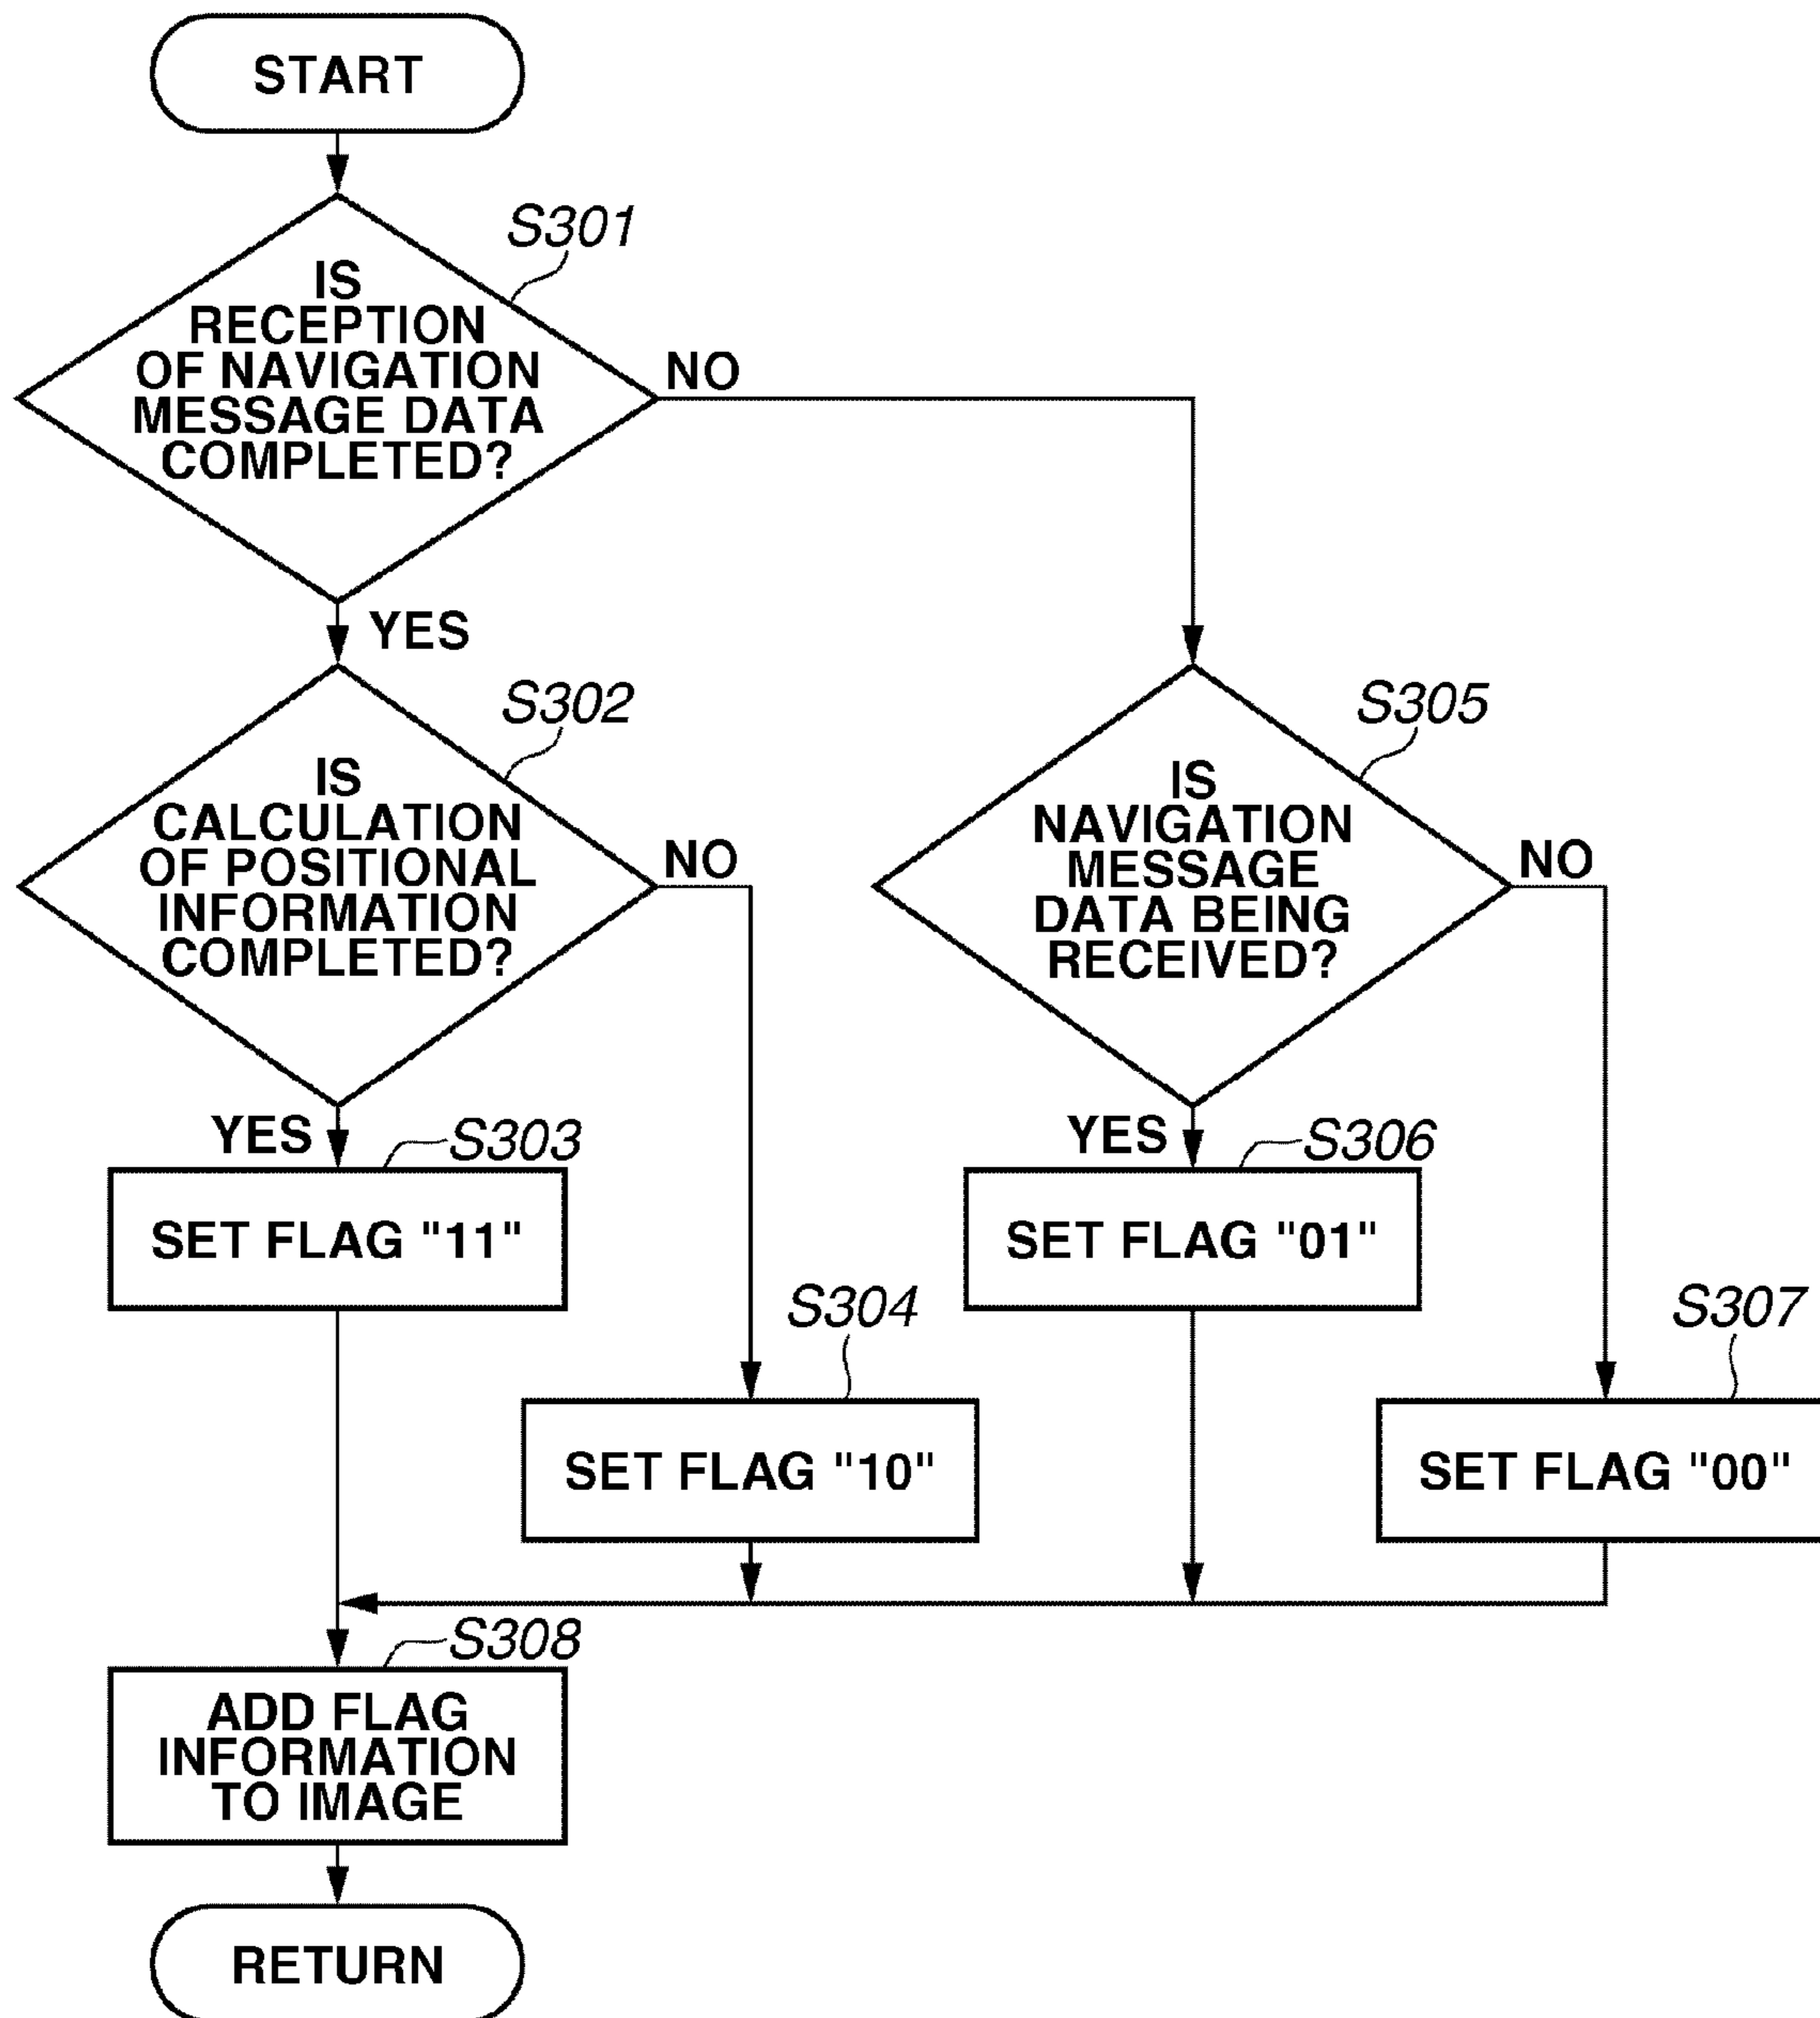 START
S301
IS
RECEPTION
OF NAVIGATION
MESSAGE DATA
COMPLETED?
NO
YES
S302
IS
CALCULATION
OF POSITIONAL
INFORMATION
COMPLETED?
NO
S305
IS
NAVIGATION
MESSAGE
DATA BEING
RECEIVED?
NO
YES
S303
SET FLAG "11"
YES
S306
SET FLAG "01"
S304
SET FLAG "10"
S307
SET FLAG "00"
S308
ADD FLAG
INFORMATION
TO IMAGE
RETURN